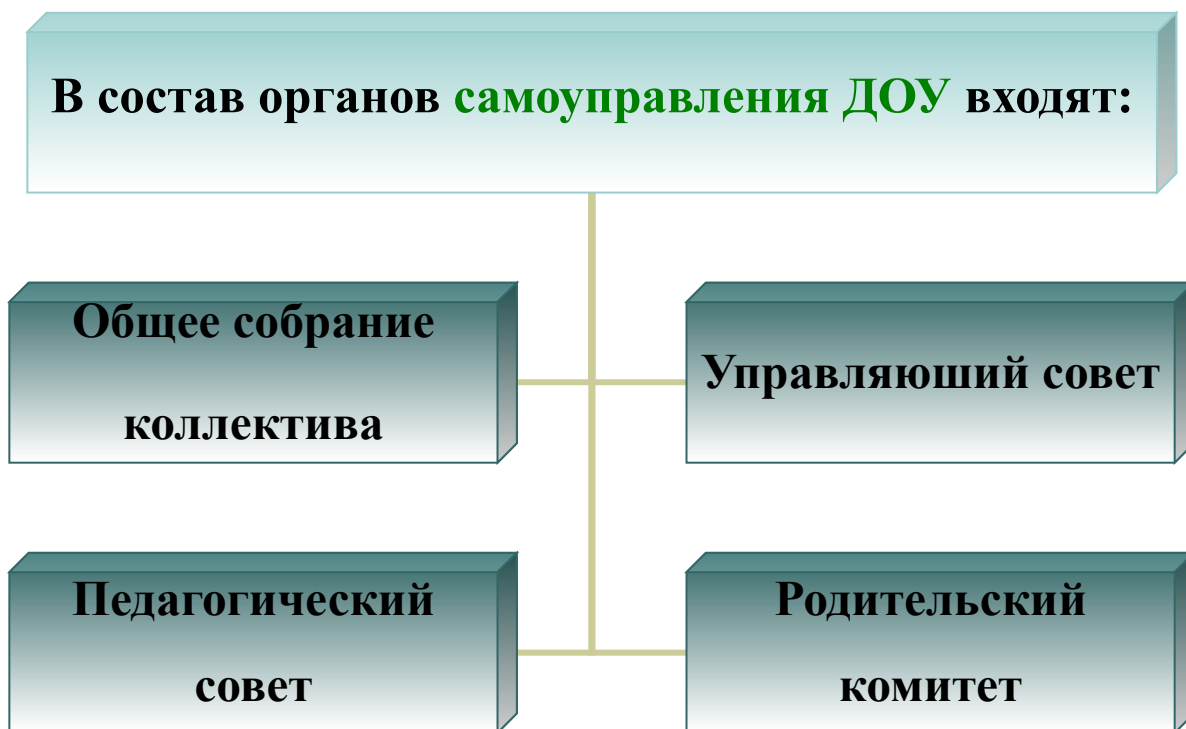 В состав органов самоуправления ДОУ входят:
Общее собрание
коллектива
Управляюший совет
Педагогический
совет
Родительский
комитет